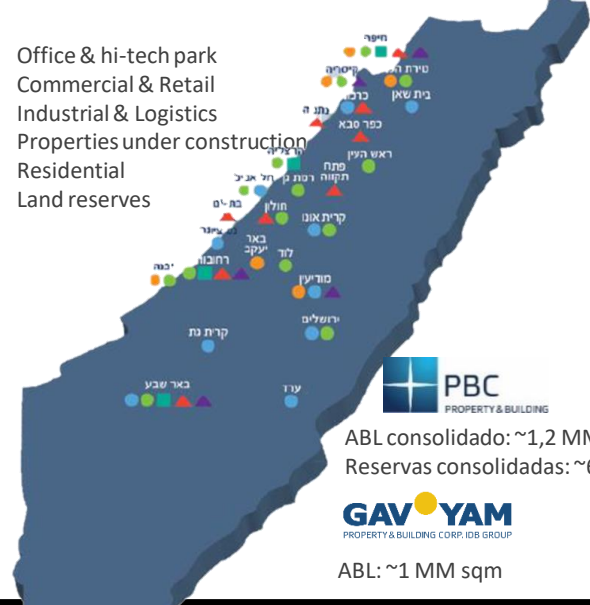 Office & hi-tech park
Commercial & Retail
Industrial & Logistics
Properties under construction
Residential
Land reserves
חיפה
טירת
קיסריה
בית שאן
כרכ
נתניה
כפר סבא
הרצליה
ראש העין
פתח
תקווה
תל אביב
רמת גן
בת ים
חולון
קרית אונו
באר
יעקב
לוד
יבנה
רחובות
מודיעין
ירושלים
קרית גת
באר שבע
ערד
PBC
PROPERTY & BUILDING
ABL consolidado: ~1,2 MM
Reservas consolidadas: ~6
GAV YAM
PROPERTY & BUILDING CORP. IDB GROUP
ABL: ~1 MM sqm